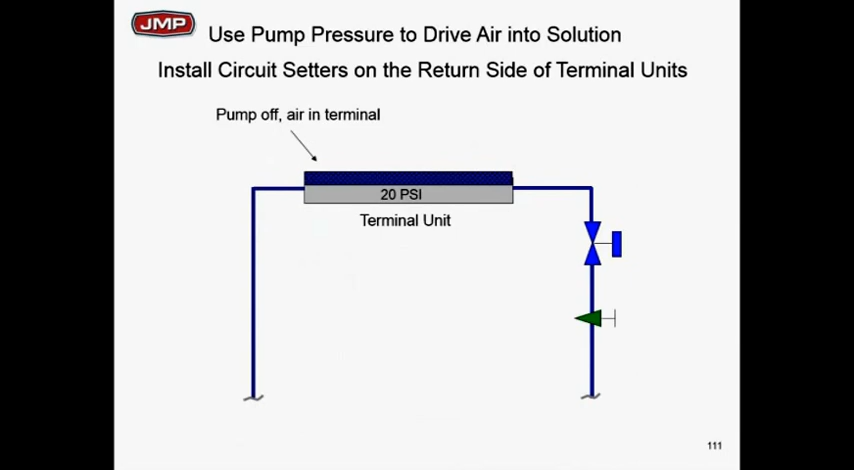 JMP
Use Pump Pressure to Drive Air into Solution
Install Circuit Setters on the Return Side of Terminal Units
Pump off, air in terminal
20 PSI
Terminal Unit
111